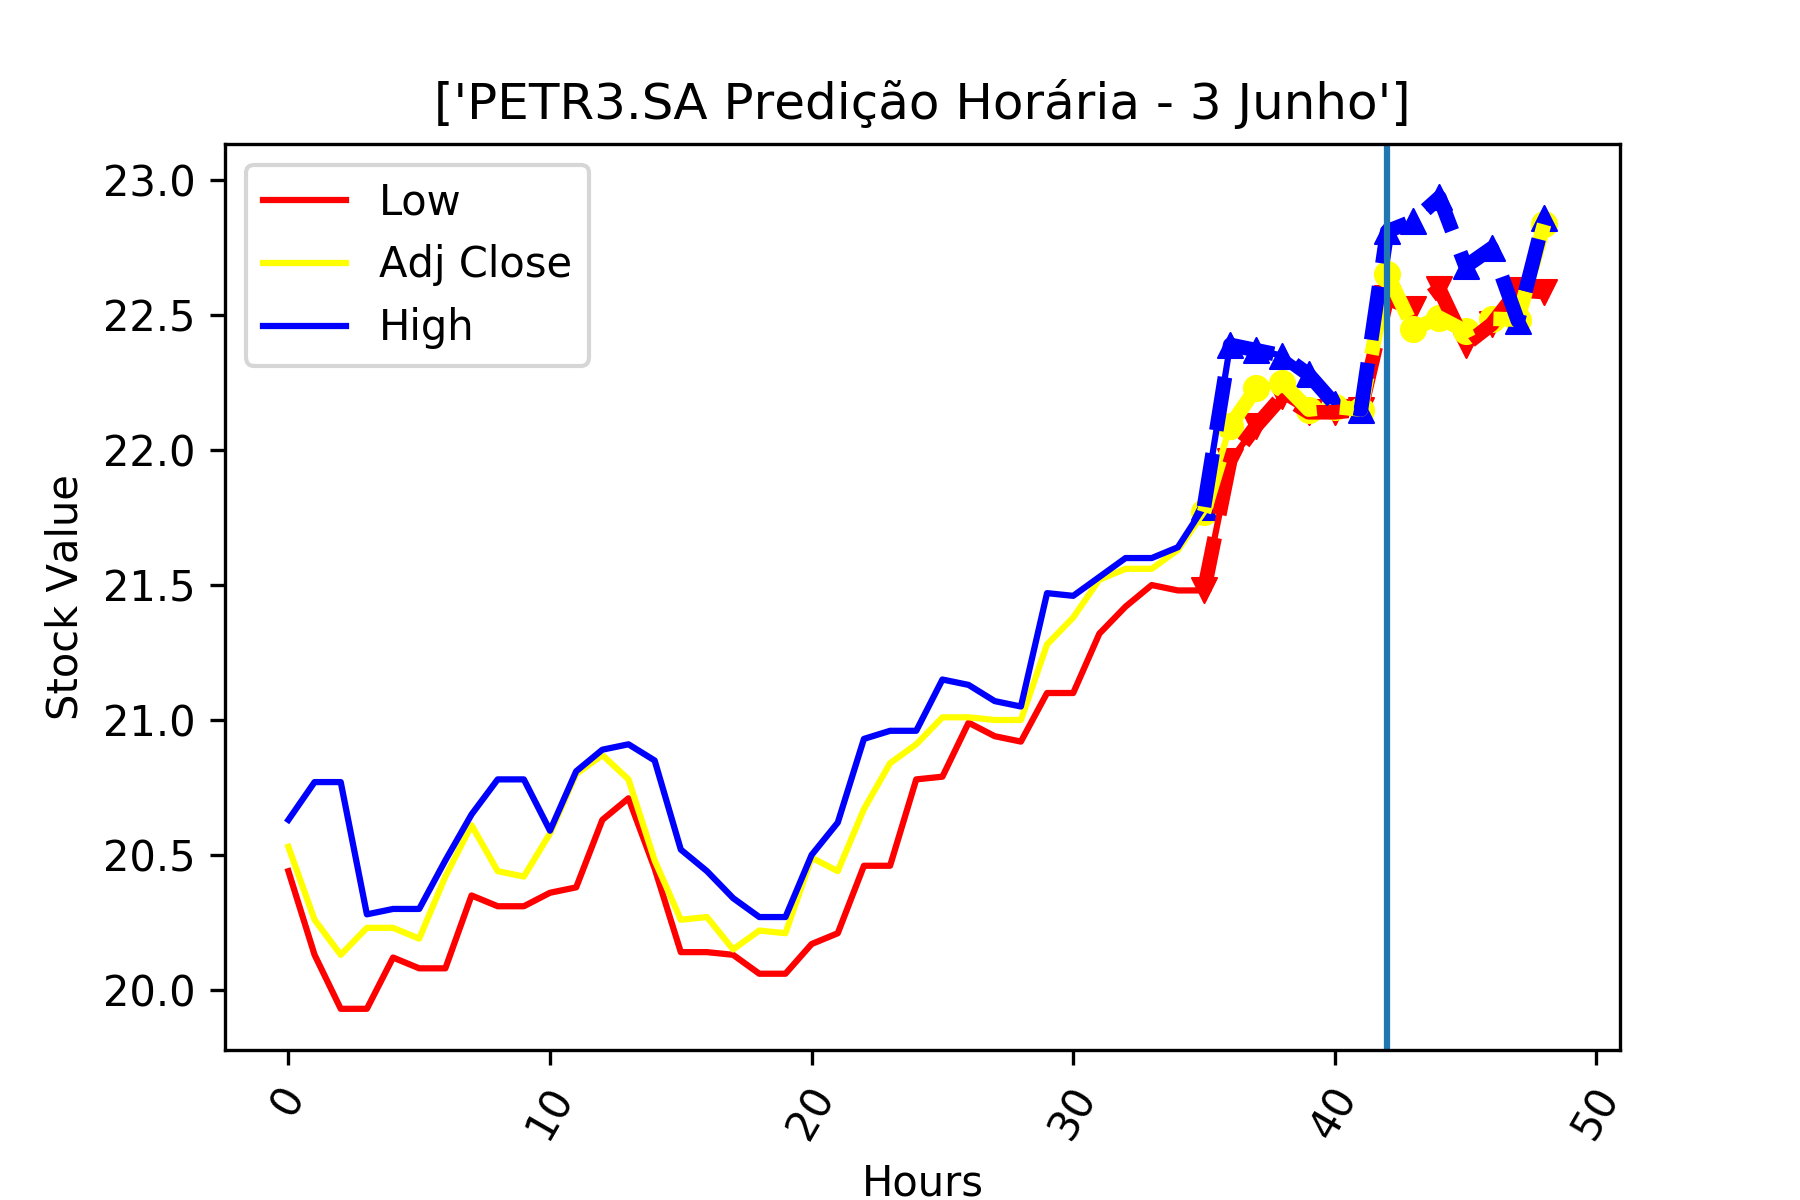 ['PETR3.SA Predição Horária - 3 Junho']
Low
Adj Close
High
Stock Value
23.0
22.5
22.0
21.5
21.0
20.5
20.0
0
10
20
30
40
50
Hours